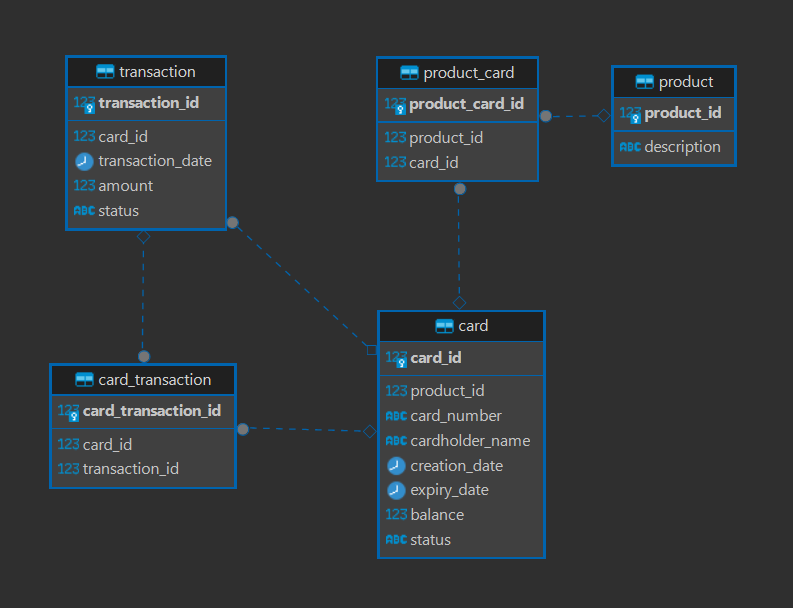 transaction
123 transaction_id
123 card_id
transaction_date
123 amount
ABC status
product_card
123 product_card_id
123 product_id
123 card_id
product
123 product_id
ABC description
card_transaction
123 card_transaction_id
123 card_id
123 transaction_id
card
123 card_id
123 product_id
ABC card_number
ABC cardholder_name
creation_date
expiry_date
123 balance
ABC status